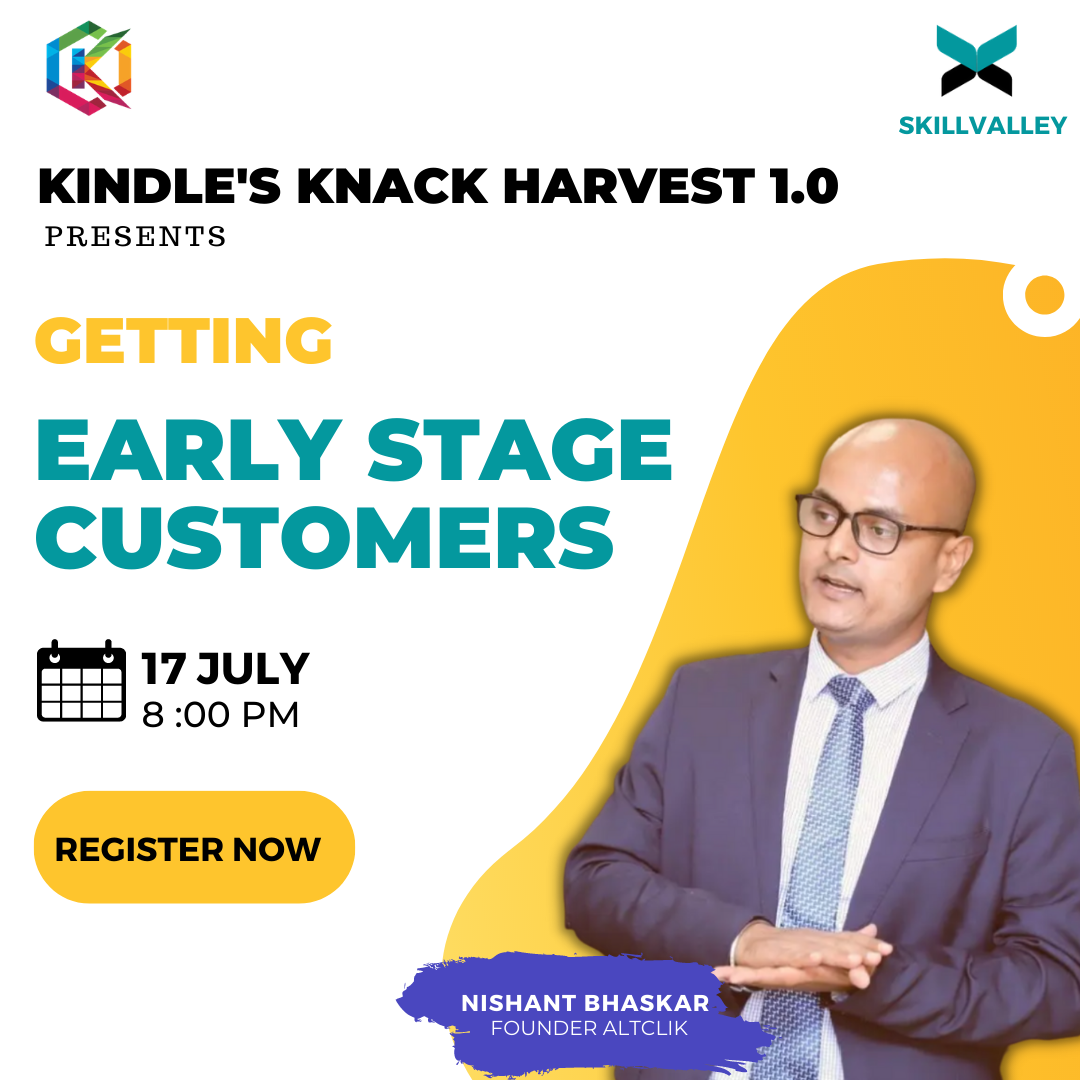 SKILLVALLEY
KINDLE'S KNACK HARVEST 1.0
PRESENTS
GETTING
EARLY STAGE
CUSTOMERS
17 JULY
8 :00 PM
REGISTER NOW
NISHANT BHASKAR
FOUNDER ALTCLIK